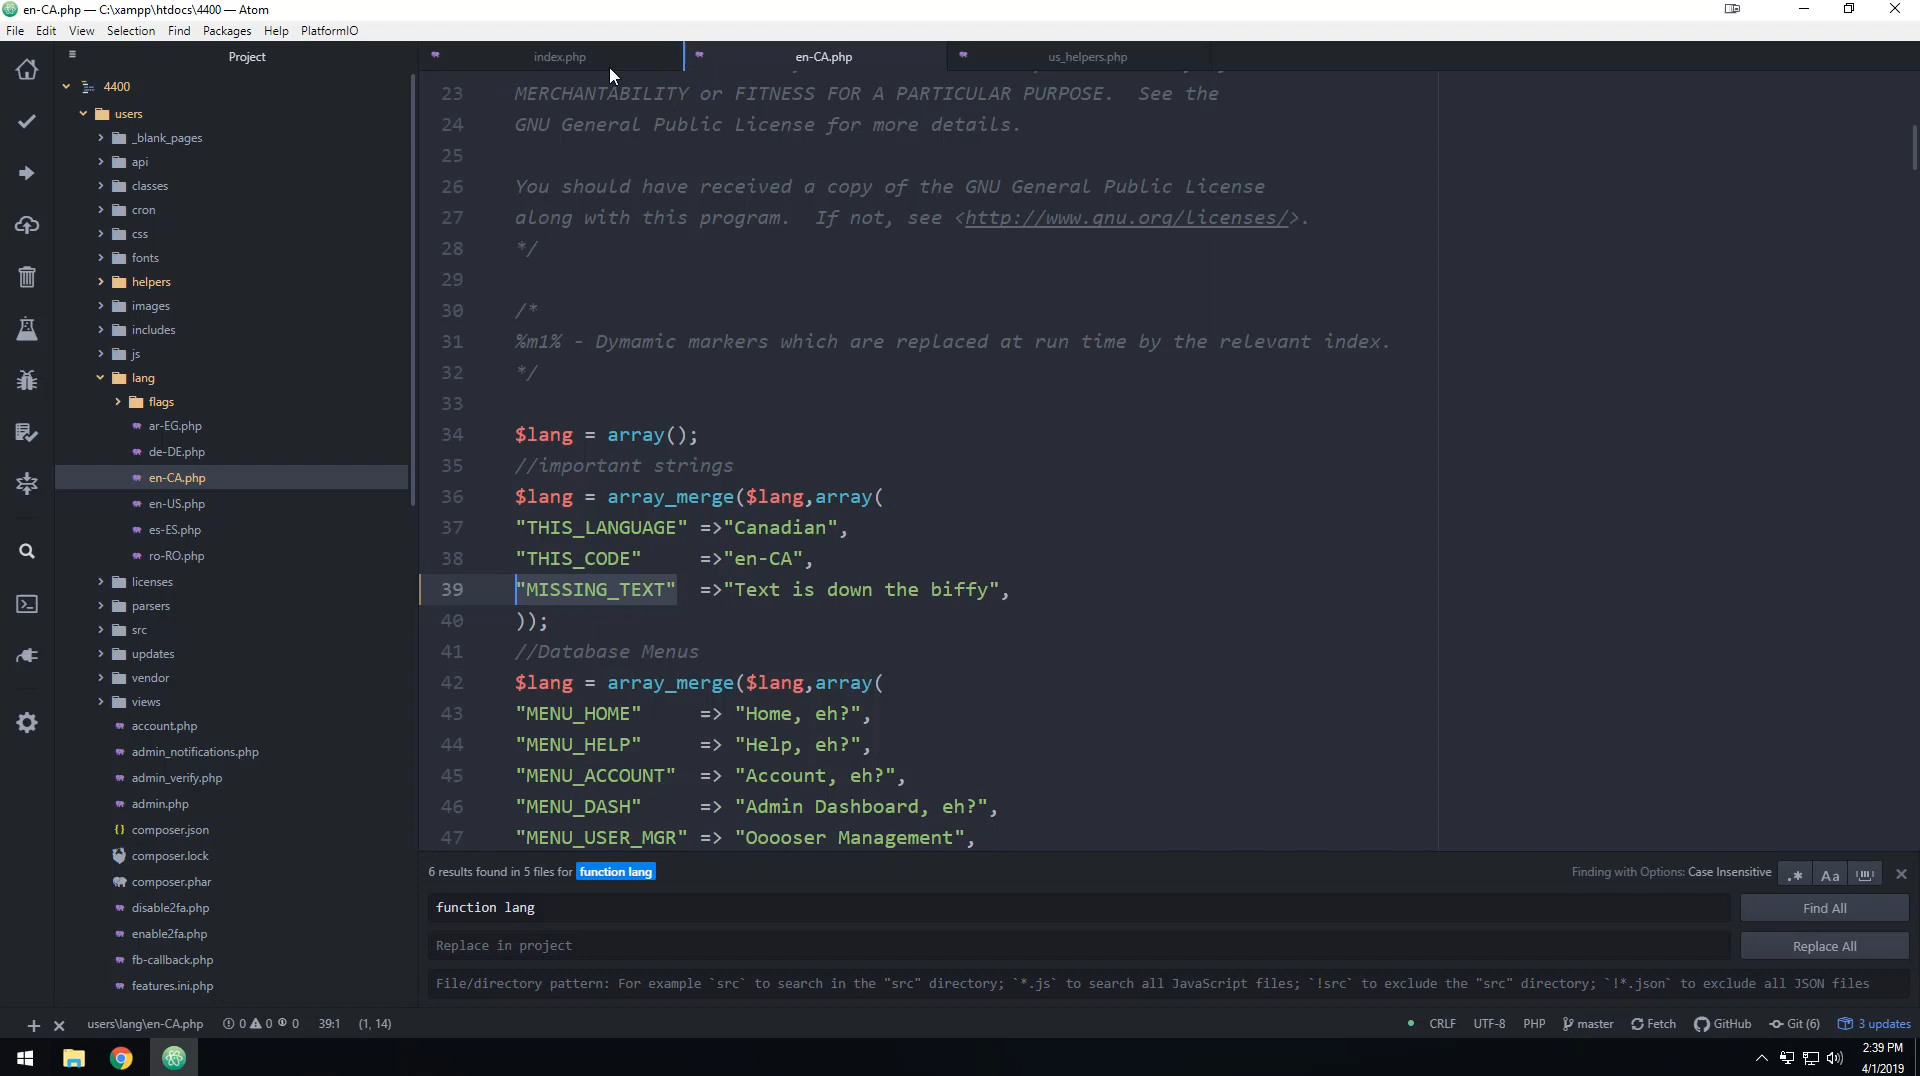 en-CA.php — C:\xampp\htdocs\4400 — Atom
File Edit View Selection Find Packages Help PlatformIO
Project
index.php
en-CA.php
us_helpers.php
4400
users
_blank_pages
api
classes
cron
css
fonts
helpers
images
includes
js
lang
flags
ar-EG.php
de-DE.php
en-CA.php
en-US.php
es-ES.php
ro-RO.php
licenses
parsers
src
updates
vendor
views
account.php
admin_notifications.php
admin_verify.php
admin.php
composer.json
composer.lock
composer.phar
disable2fa.php
enable2fa.php
fb-callback.php
features.ini.php
23 MERCHANTABILITY or FITNESS FOR A PARTICULAR PURPOSE.  See the
24 GNU General Public License for more details.
25
26 You should have received a copy of the GNU General Public License
27 along with this program.  If not, see <http://www.gnu.org/licenses/>.
28 */
29
30 /*
31 %m1% - Dymamic markers which are replaced at run time by the relevant index.
32 */
33
34 $lang = array();
35 //important strings
36 $lang = array_merge($lang,array(
37 "THIS_LANGUAGE" =>"Canadian",
38 "THIS_CODE" =>"en-CA",
39 "MISSING_TEXT" =>"Text is down the biffy",
40 ));
41 //Database Menus
42 $lang = array_merge($lang,array(
43 "MENU_HOME" => "Home, eh?",
44 "MENU_HELP" => "Help, eh?",
45 "MENU_ACCOUNT" => "Account, eh?",
46 "MENU_DASH" => "Admin Dashboard, eh?",
47 "MENU_USER_MGR" => "Ooooser Management",
6 results found in 5 files for function lang
Finding with Options: Case Insensitive
.* Aa
function lang
Find All
Replace in project
Replace All
File/directory pattern: For example `src` to search in the "src" directory; `*.js` to search all JavaScript files; `!src` to exclude the "src" directory; `!*.json` to exclude all JSON files
users\lang\en-CA.php 0 0 0 39:1 (1, 14)
CRLF UTF-8 PHP master Fetch GitHub Git (6) 3 updates
2:39 PM
4/1/2019